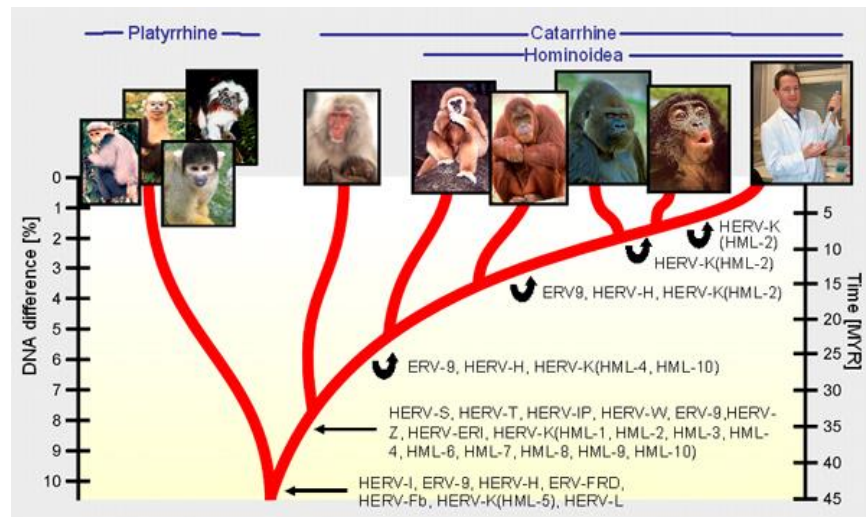 Platyrrhine
Catarrhine
Hominoidea
DNA difference [%]
0
1
2
3
4
5
6
7
8
9
10
Time [MYR]
5
10
15
20
25
30
35
40
45
HERV-K
(HML-2)
HERV-K(HML-2)
ERV9, HERV-H, HERV-K(HML-2)
ERV-9, HERV-H, HERV-K(HML-4, HML-10)
HERV-S, HERV-T, HERV-IP, HERV-W, ERV-9,HERV-
Z, HERV-ERI, HERV-K(HML-1, HML-2, HML-3, HML-
4, HML-6, HML-7, HML-8, HML-9, HML-10)
HERV-I, ERV-9, HERV-H, ERV-FRD,
HERV-Fb, HERV-K(HML-5), HERV-L